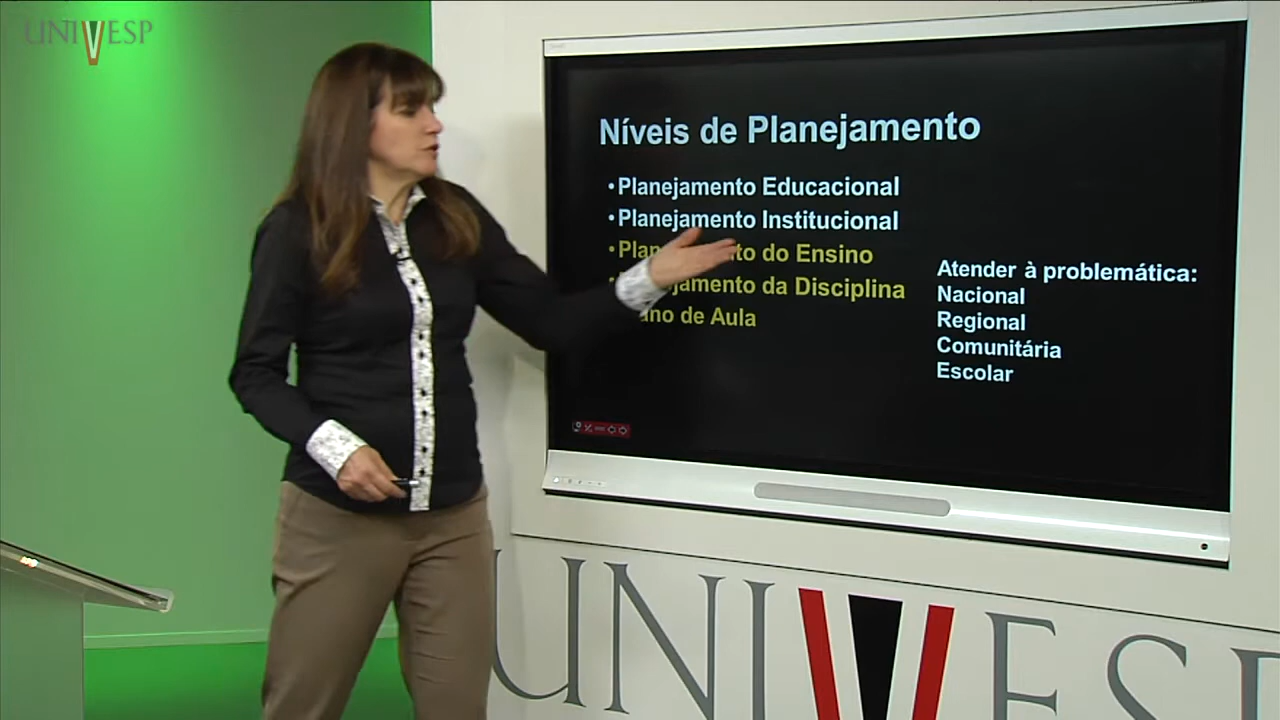 UNIVESP
Níveis de Planejamento
•Planejamento Educacional
•Planejamento Institucional
• do Ensino
da Disciplina
de Aula
Atender à problemática:
Nacional
Regional
Comunitária
Escolar
UNIVESP